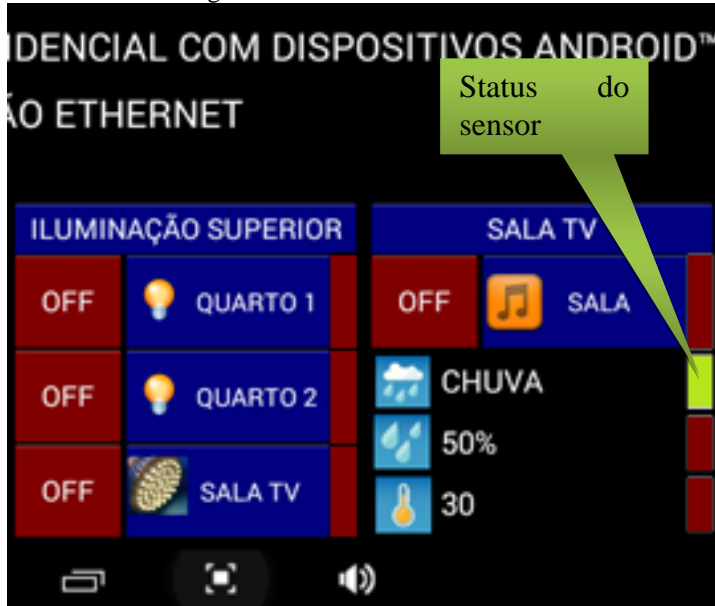 IDENCIAL COM DISPOSITIVOS ANDROID™
ÃO ETHERNET
Status do
sensor
ILUMINAÇÃO SUPERIOR
OFF QUARTO 1
OFF QUARTO 2
OFF SALA TV
SALA TV
OFF SALA
CHUVA
50%
30